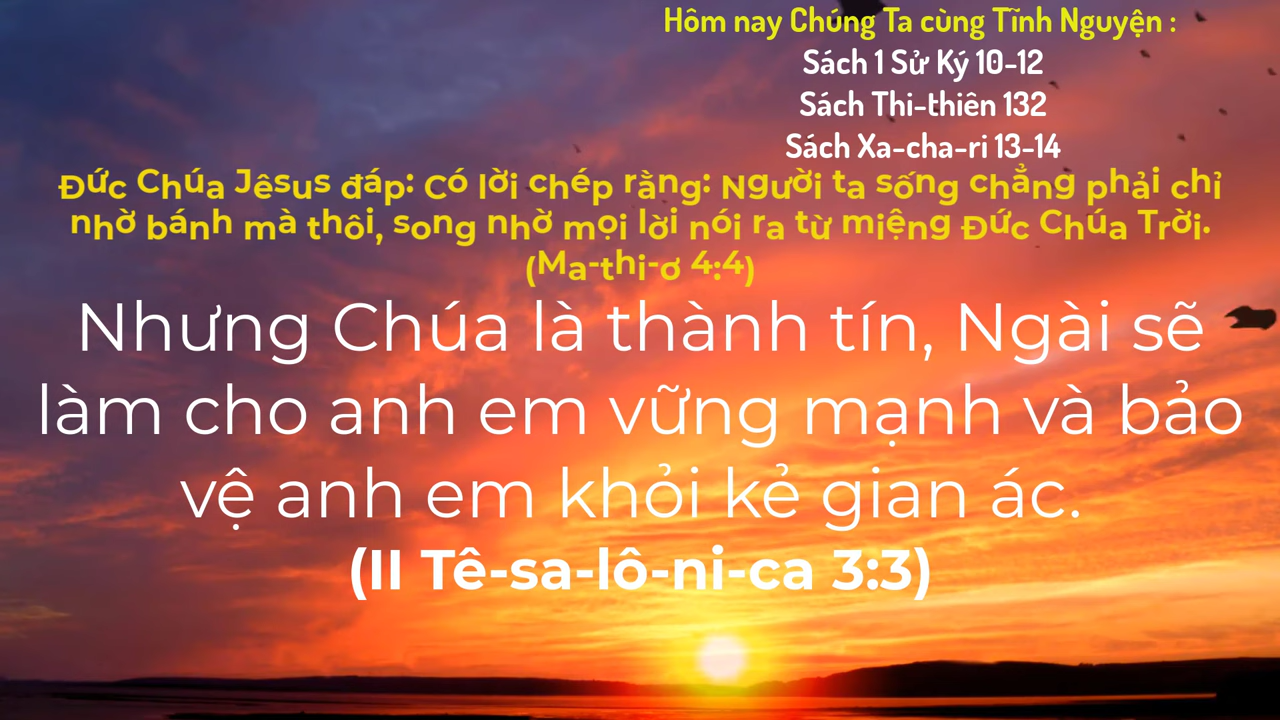 Hôm nay Chúng Ta cùng Tĩnh Nguyện :
Sách 1 Sử Ký 10-12
Sách Thi-thiên 132
Sách Xa-cha-ri 13-14
Đức Chúa Jêsus đáp: Có lời chép rằng: Người ta sống chẳng phải chỉ
nhờ bánh mà thôi, song nhờ mọi lời nói ra từ miệng Đức Chúa Trời.
(Ma-thi-ơ 4:4)
Nhưng Chúa là thành tín, Ngài sẽ
làm cho anh em vững mạnh và bảo
vệ anh em khỏi kẻ gian ác.
(II Tê-sa-lô-ni-ca 3:3)